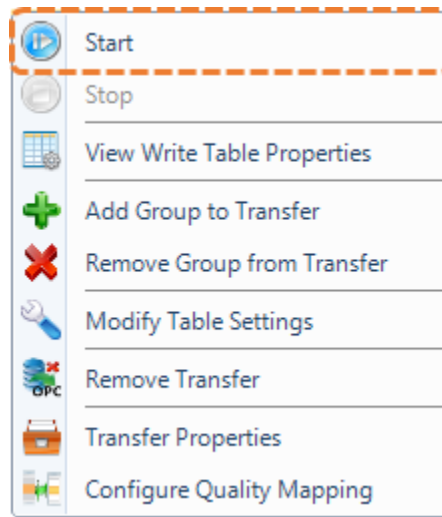 Start
Stop
View Write Table Properties
Add Group to Transfer
Remove Group from Transfer
Modify Table Settings
OPC
Remove Transfer
Transfer Properties
Configure Quality Mapping